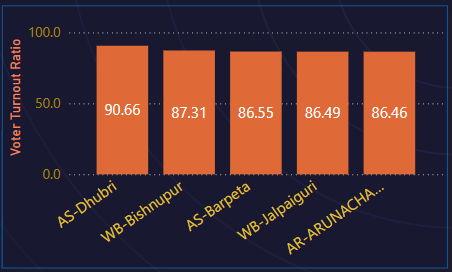 Voter Turnout Ratio
100.0
50.0
0.0
90.66
87.31
86.55
86.49
86.46
AS-Dhubri
WB-Bishnupur
AS-Barpeta
WB-Jalpaiguri
AR-ARUNACHA...